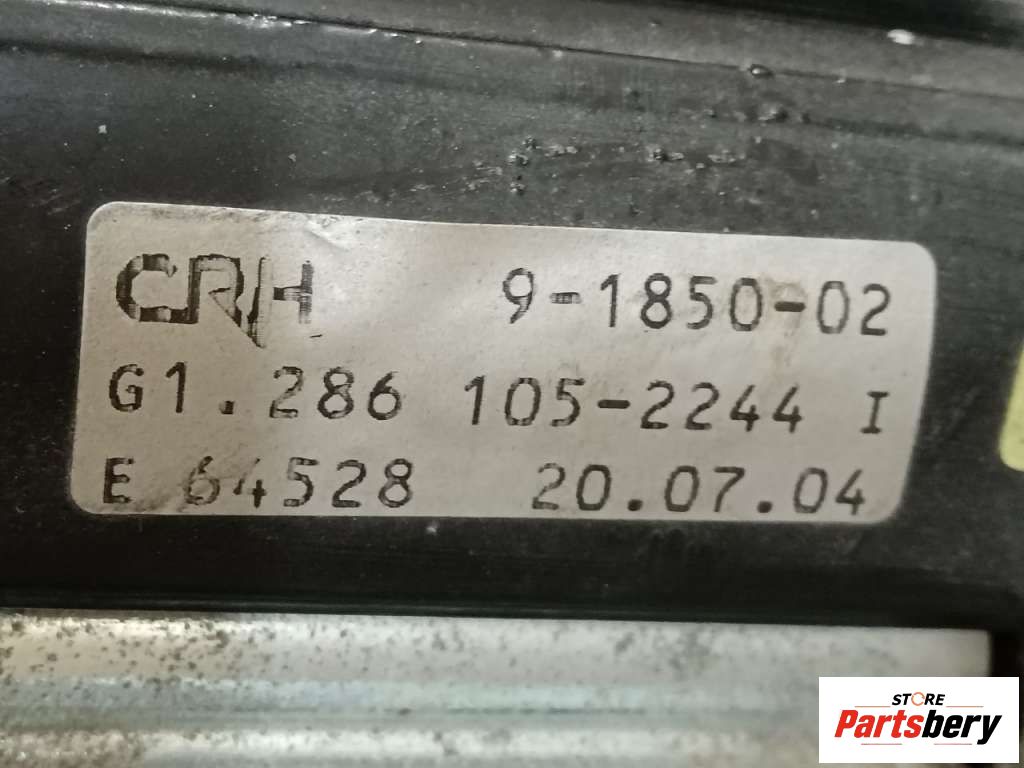 CRH 9-1850-02
G1.286 105-2244 I
E 64528 20.07.04
STORE
Partsbery